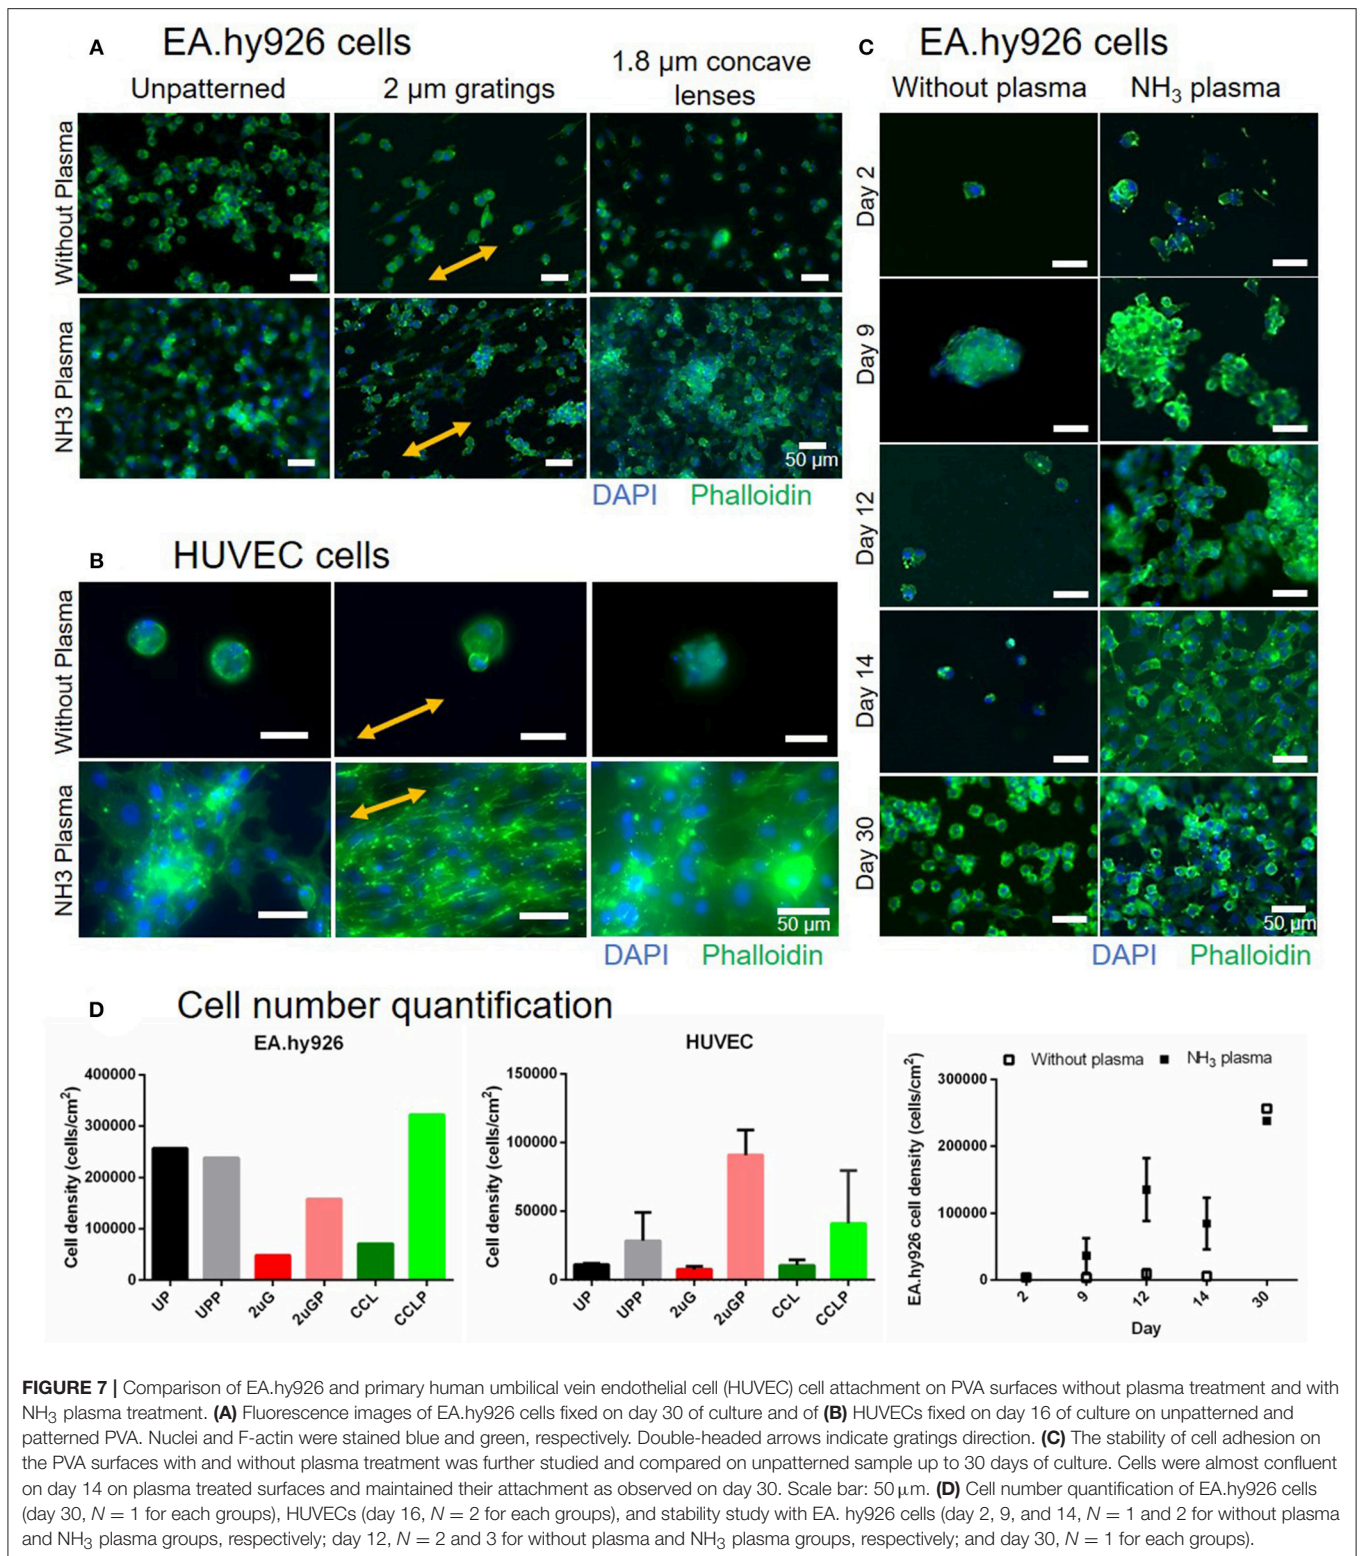 A EA.hy926 cells
Unpatterned 2 µm gratings 1.8 µm concave lenses
Without Plasma
NH3 Plasma
50 µm
DAPI Phalloidin
B HUVEC cells
Without Plasma
NH3 Plasma
50 µm
DAPI Phalloidin
C EA.hy926 cells
Without plasma NH₃ plasma
Day 2
Day 9
Day 12
Day 14
Day 30
50 µm
DAPI Phalloidin
D Cell number quantification
EA.hy926
Cell density (cells/cm²)
400000
300000
200000
100000
0
UP UPP 2uG 2uGP CCL CCLP
HUVEC
Cell density (cells/cm²)
150000
100000
50000
0
UP UPP 2uG 2uGP CCL CCLP
Without plasma NH₃ plasma
EA.hy926 cell density (cells/cm²)
300000
200000
100000
0
2 9 12 14 30
Day
FIGURE 7 | Comparison of EA.hy926 and primary human umbilical vein endothelial cell (HUVEC) cell attachment on PVA surfaces without plasma treatment and with
NH₃ plasma treatment. (A) Fluorescence images of EA.hy926 cells fixed on day 30 of culture and of (B) HUVECs fixed on day 16 of culture on unpatterned and
patterned PVA. Nuclei and F-actin were stained blue and green, respectively. Double-headed arrows indicate gratings direction. (C) The stability of cell adhesion on
the PVA surfaces with and without plasma treatment was further studied and compared on unpatterned sample up to 30 days of culture. Cells were almost confluent
on day 14 on plasma treated surfaces and maintained their attachment as observed on day 30. Scale bar: 50 µm. (D) Cell number quantification of EA.hy926 cells
(day 30, N = 1 for each groups), HUVECs (day 16, N = 2 for each groups), and stability study with EA. hy926 cells (day 2, 9, and 14, N = 1 and 2 for without plasma
and NH₃ plasma groups, respectively; day 12, N = 2 and 3 for without plasma and NH₃ plasma groups, respectively; and day 30, N = 1 for each groups).